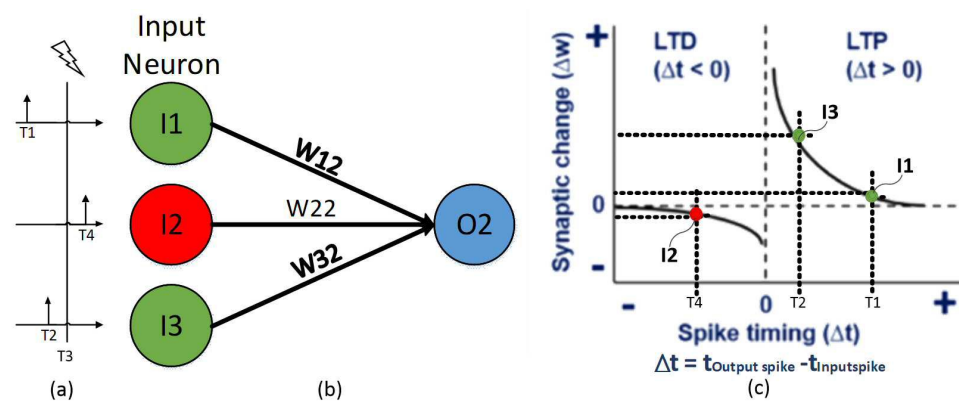 Input
Neuron
T1
I1
W12
T4
I2
W22
O2
W32
T2
I3
T3
(a)
(b)
Synaptic change (Δw)
+
LTD
(Δt < 0)
LTP
(Δt > 0)
I3
I1
0
I2
-
-
T4
0
T2
T1
+
Spike timing (Δt)
Δt = tOutput spike -tInputspike
(c)